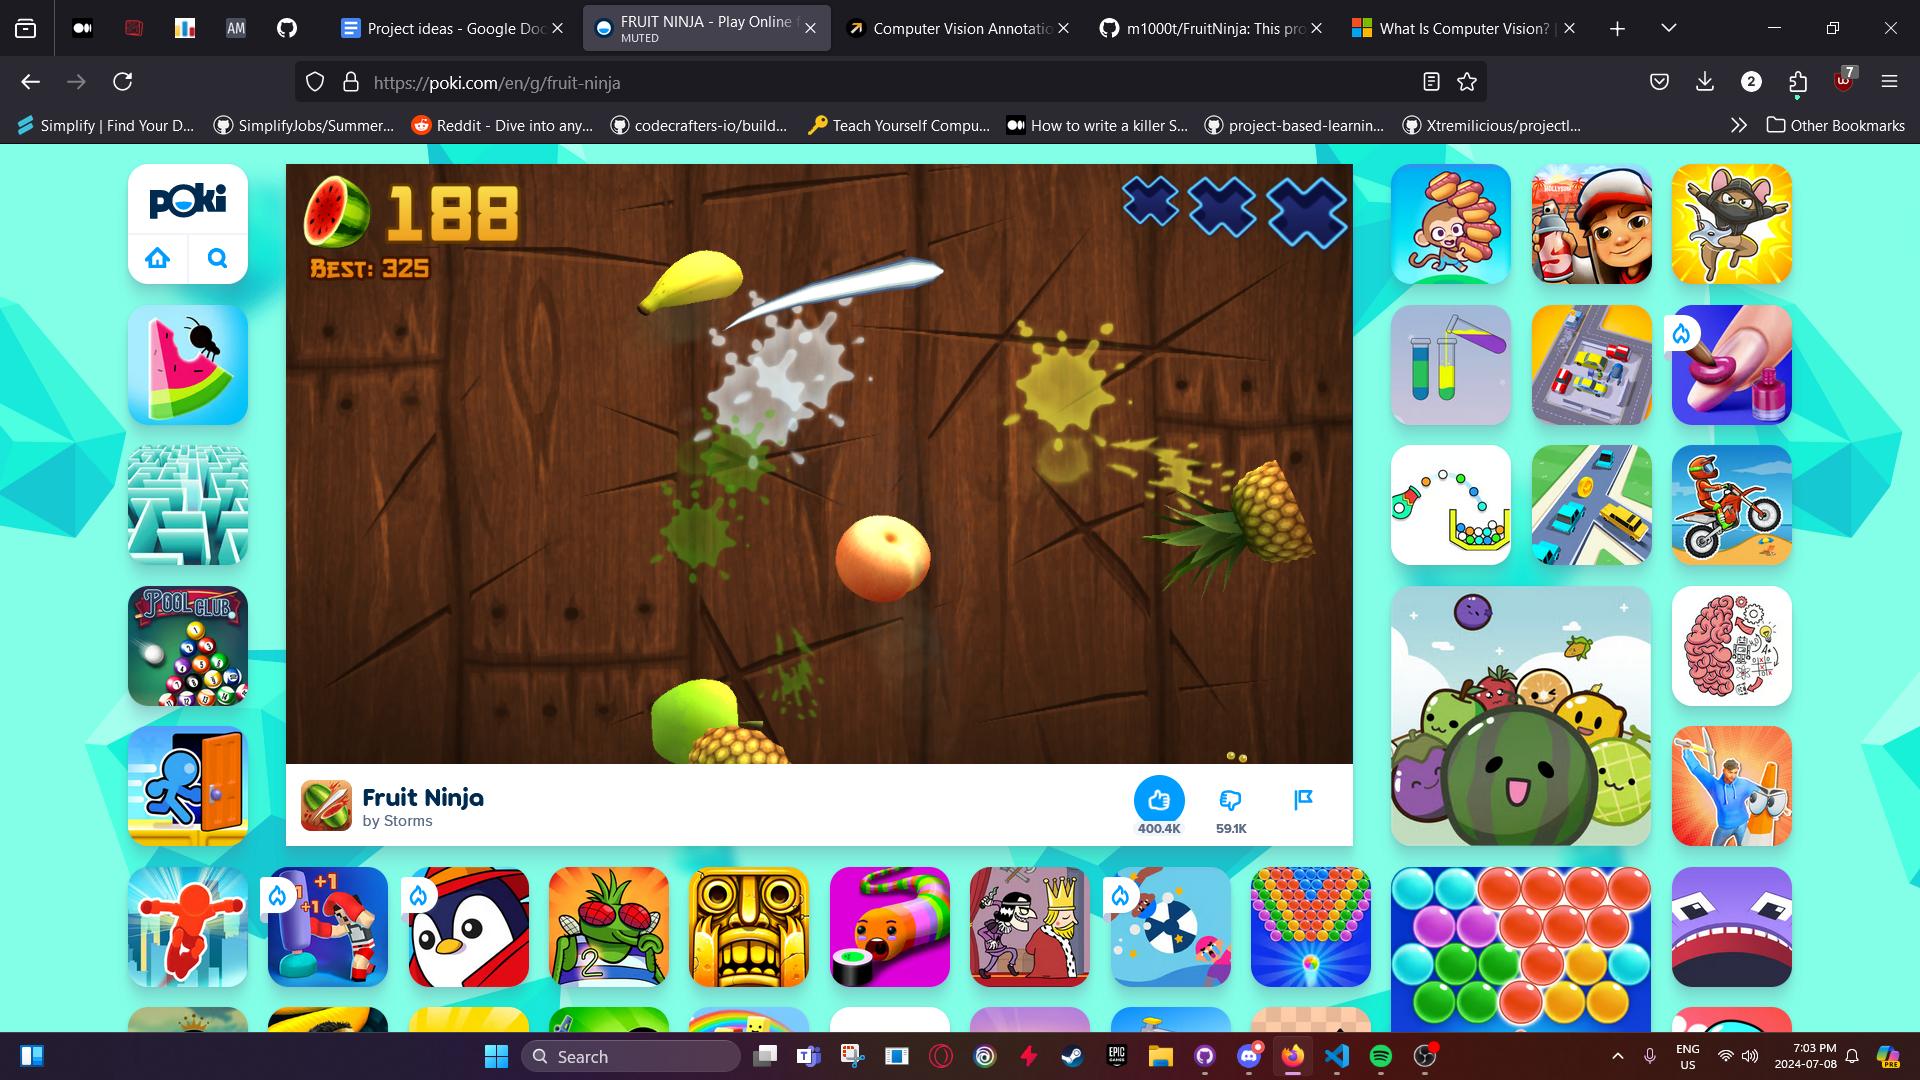 AM
Project ideas - Google Doc
FRUIT NINJA - Play Online f
MUTED
Computer Vision Annotatio
m1000t/FruitNinja: This pro
What Is Computer Vision? |
https://poki.com/en/g/fruit-ninja
2
7
Simplify | Find Your D...
SimplifyJobs/Summer...
Reddit - Dive into any...
codecrafters-io/build...
Teach Yourself Compu...
How to write a killer S...
project-based-learnin...
Xtremilicious/projectl...
Other Bookmarks
POKI
188
BEST: 325
POOL CLUB
Fruit Ninja
by Storms
400.4K
59.1K
+1
+1
2
Search
EPIC GAMES
ENG
US
7:03 PM
2024-07-08
PRE